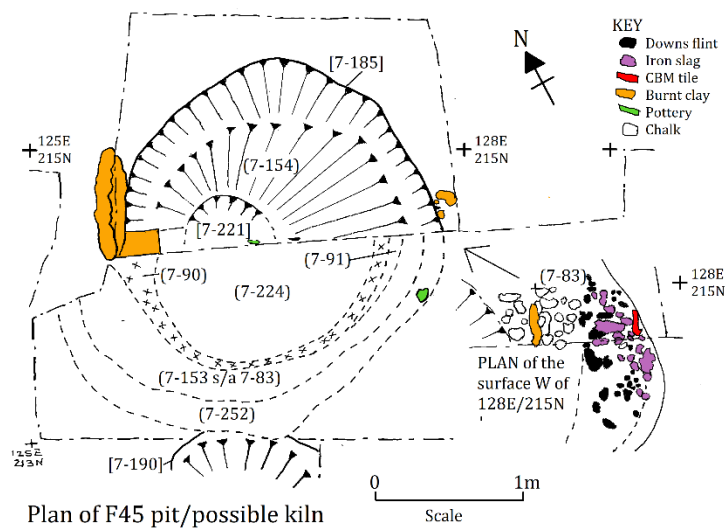 KEY
Downs flint
Iron slag
CBM tile
Burnt clay
Pottery
Chalk
N
[7-185]
125E
215N
128E
215N
(7-154)
[7-221]
(7-90)
(7-91)
(7-224)
(7-83)
128E
215N
(7-153 s/a 7-83)
PLAN of the
surface W of
128E/215N
(7-252)
125E
213N
[7-190]
0
1m
Scale
Plan of F45 pit/possible kiln